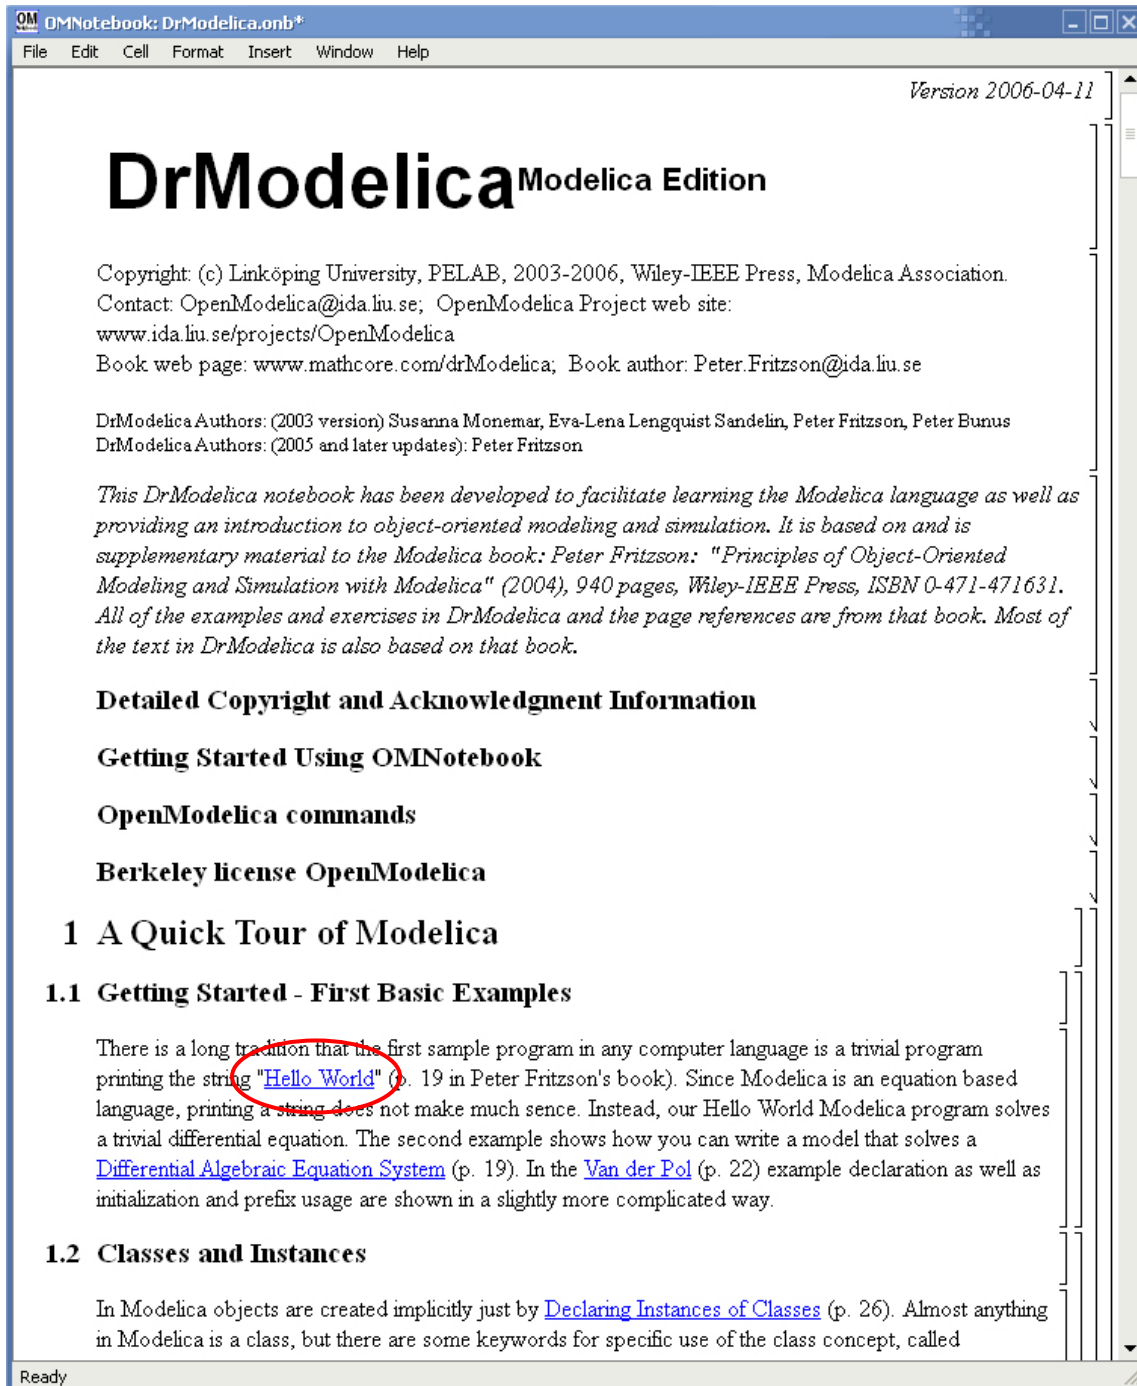 OMNotebook: DrModelica.onb*
File Edit Cell Format Insert Window Help
Version 2006-04-11
DrModelica Modelica Edition
Copyright: (c) Linköping University, PELAB, 2003-2006, Wiley-IEEE Press, Modelica Association.
Contact: OpenModelica@ida.liu.se; OpenModelica Project web site:
www.ida.liu.se/projects/OpenModelica
Book web page: www.mathcore.com/drModelica; Book author: Peter.Fritzson@ida.liu.se
DrModelica Authors: (2003 version) Susanna Monemar, Eva-Lena Lengquist Sandelin, Peter Fritzson, Peter Bunus
DrModelica Authors: (2005 and later updates): Peter Fritzson
This DrModelica notebook has been developed to facilitate learning the Modelica language as well as
providing an introduction to object-oriented modeling and simulation. It is based on and is
supplementary material to the Modelica book: Peter Fritzson: "Principles of Object-Oriented
Modeling and Simulation with Modelica" (2004), 940 pages, Wiley-IEEE Press, ISBN 0-471-471631.
All of the examples and exercises in DrModelica and the page references are from that book. Most of
the text in DrModelica is also based on that book.
Detailed Copyright and Acknowledgment Information
Getting Started Using OMNotebook
OpenModelica commands
Berkeley license OpenModelica
1 A Quick Tour of Modelica
1.1 Getting Started - First Basic Examples
There is a long tradition that the first sample program in any computer language is a trivial program
printing the string "Hello World" (p. 19 in Peter Fritzson's book). Since Modelica is an equation based
language, printing a string does not make much sence. Instead, our Hello World Modelica program solves
a trivial differential equation. The second example shows how you can write a model that solves a
Differential Algebraic Equation System (p. 19). In the Van der Pol (p. 22) example declaration as well as
initialization and prefix usage are shown in a slightly more complicated way.
1.2 Classes and Instances
In Modelica objects are created implicitly just by Declaring Instances of Classes (p. 26). Almost anything
in Modelica is a class, but there are some keywords for specific use of the class concept, called
Ready